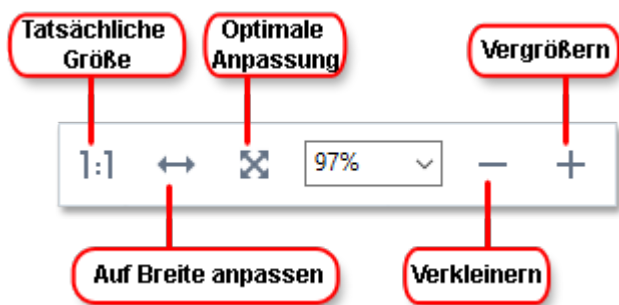 Tatsächliche
Größe
Optimale
Anpassung
Vergrößern
1:1
97%
Auf Breite anpassen
Verkleinern